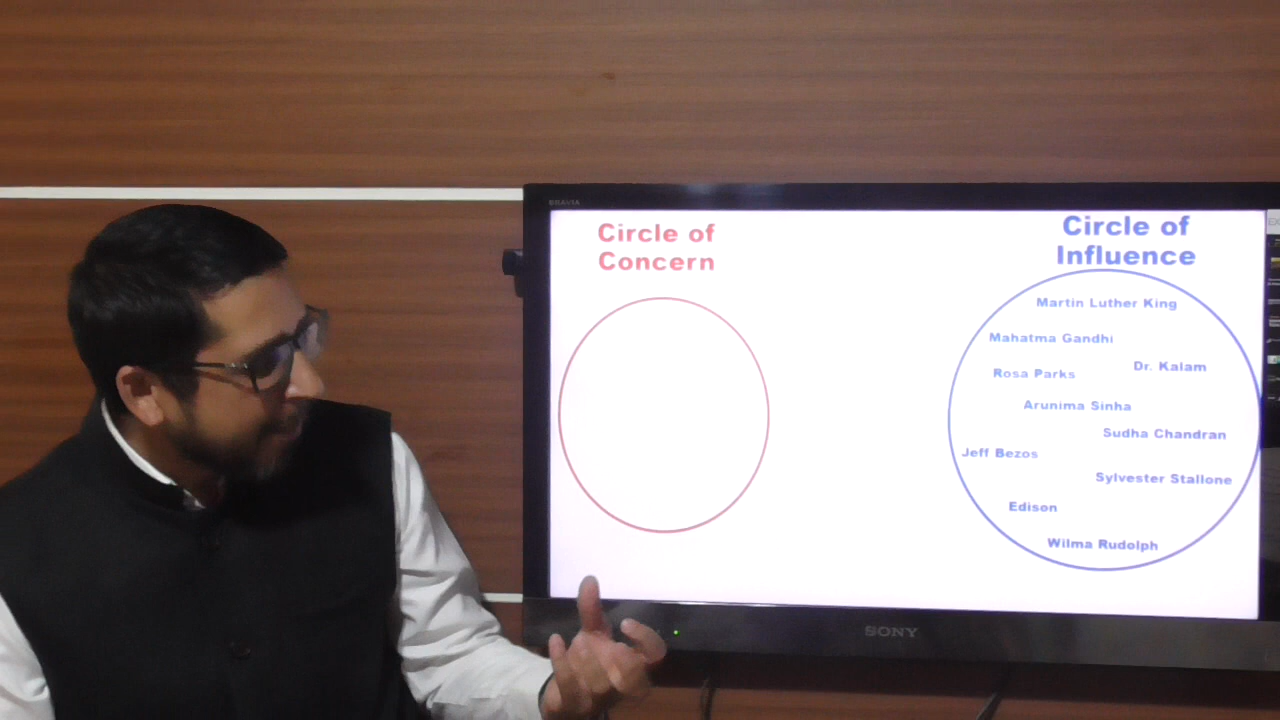 BRAVIA
Circle of
Concern
Circle of
Influence
Martin Luther King
Mahatma Gandhi
Dr. Kalam
Rosa Parks
Arunima Sinha
Sudha Chandran
Jeff Bezos
Sylvester Stallone
Edison
Wilma Rudolph
SONY